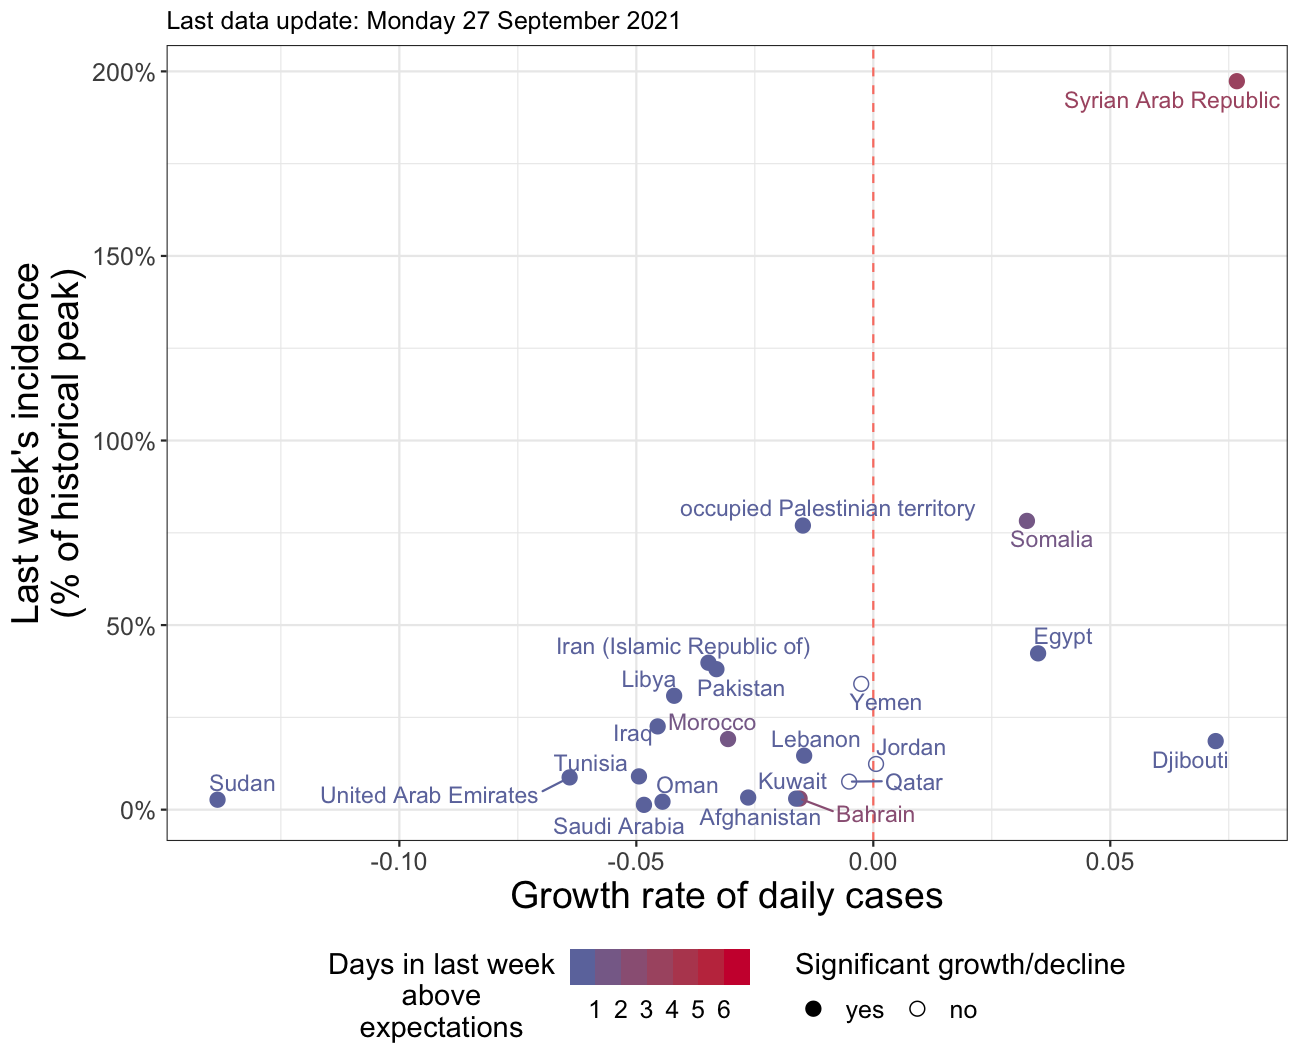 Last data update: Monday 27 September 2021
200%
150%
100%
50%
0%
Last week's incidence
(% of historical peak)
Syrian Arab Republic
occupied Palestinian territory
Somalia
Egypt
Iran (Islamic Republic of)
Libya
Pakistan
Yemen
Morocco
Iraq
Lebanon
Jordan
Djibouti
Tunisia
Sudan
United Arab Emirates
Oman
Kuwait
Qatar
Saudi Arabia
Afghanistan
Bahrain
-0.10
-0.05
0.00
0.05
Growth rate of daily cases
Days in last week
above
expectations
1 2 3 4 5 6
Significant growth/decline
yes
no